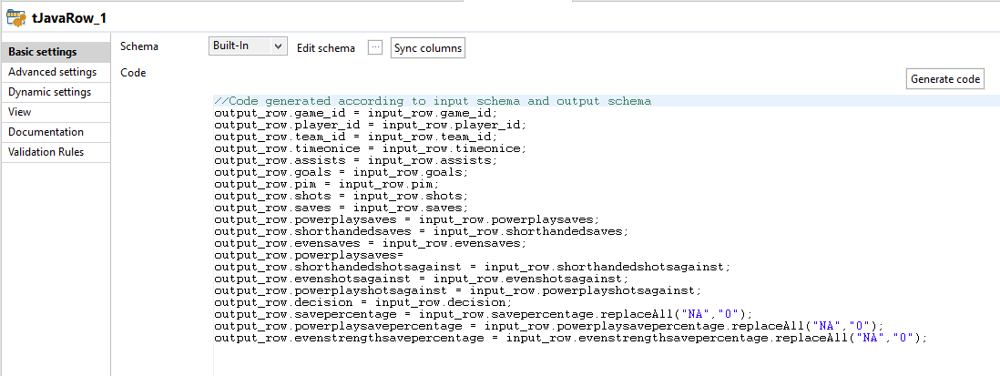 tJavaRow_1
Basic settings
Advanced settings
Dynamic settings
View
Documentation
Validation Rules
Schema Built-In Edit schema ... Sync columns
Code
Generate code
//Code generated according to input schema and output schema
output_row.game_id = input_row.game_id;
output_row.player_id = input_row.player_id;
output_row.team_id = input_row.team_id;
output_row.timeonice = input_row.timeonice;
output_row.assists = input_row.assists;
output_row.goals = input_row.goals;
output_row.pim = input_row.pim;
output_row.shots = input_row.shots;
output_row.saves = input_row.saves;
output_row.powerplaysaves = input_row.powerplaysaves;
output_row.shorthandedsaves = input_row.shorthandedsaves;
output_row.evensaves = input_row.evensaves;
output_row.powerplaysaves=
output_row.shorthandedshotsagainst = input_row.shorthandedshotsagainst;
output_row.evenshotsagainst = input_row.evenshotsagainst;
output_row.powerplayshotsagainst = input_row.powerplayshotsagainst;
output_row.decision = input_row.decision;
output_row.savepercentage = input_row.savepercentage.replaceAll("NA","0");
output_row.powerplaysavepercentage = input_row.powerplaysavepercentage.replaceAll("NA","0");
output_row.evenstrengthsavepercentage = input_row.evenstrengthsavepercentage.replaceAll("NA","0");